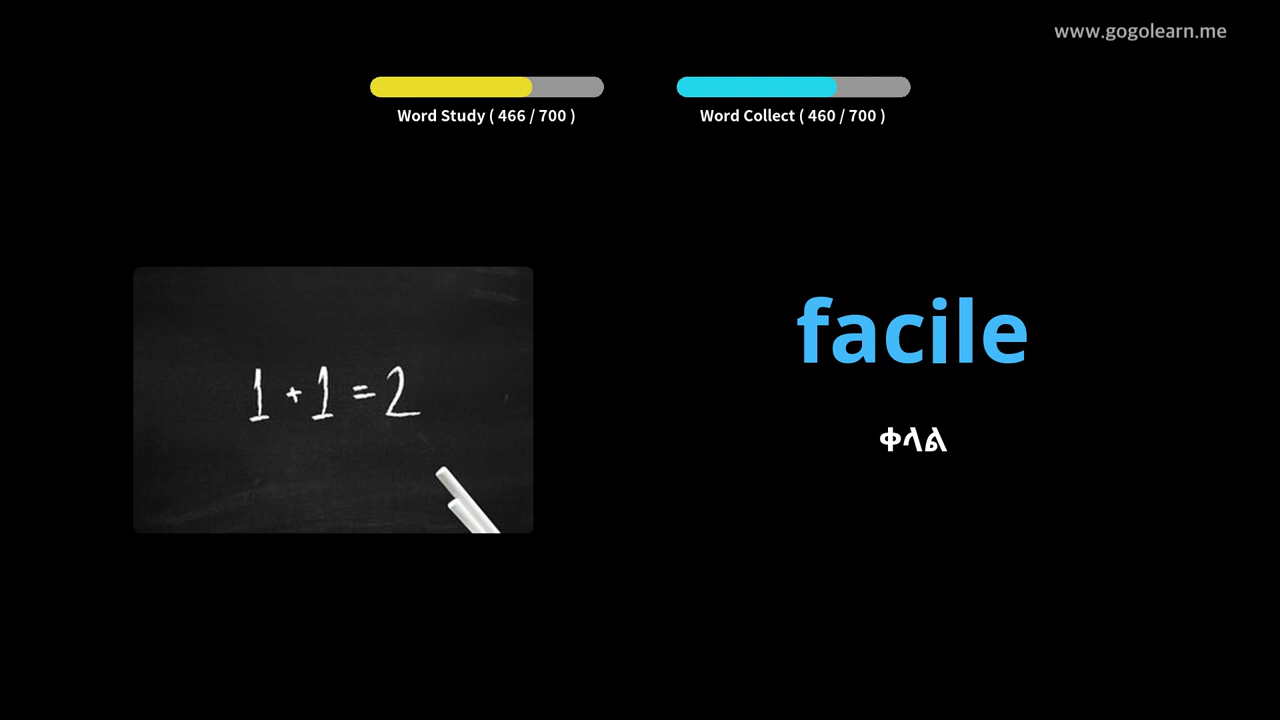 www.gogolearn.me
Word Study ( 466 / 700 )
Word Collect ( 460 / 700 )
1 + 1 = 2
facile
ቀላል